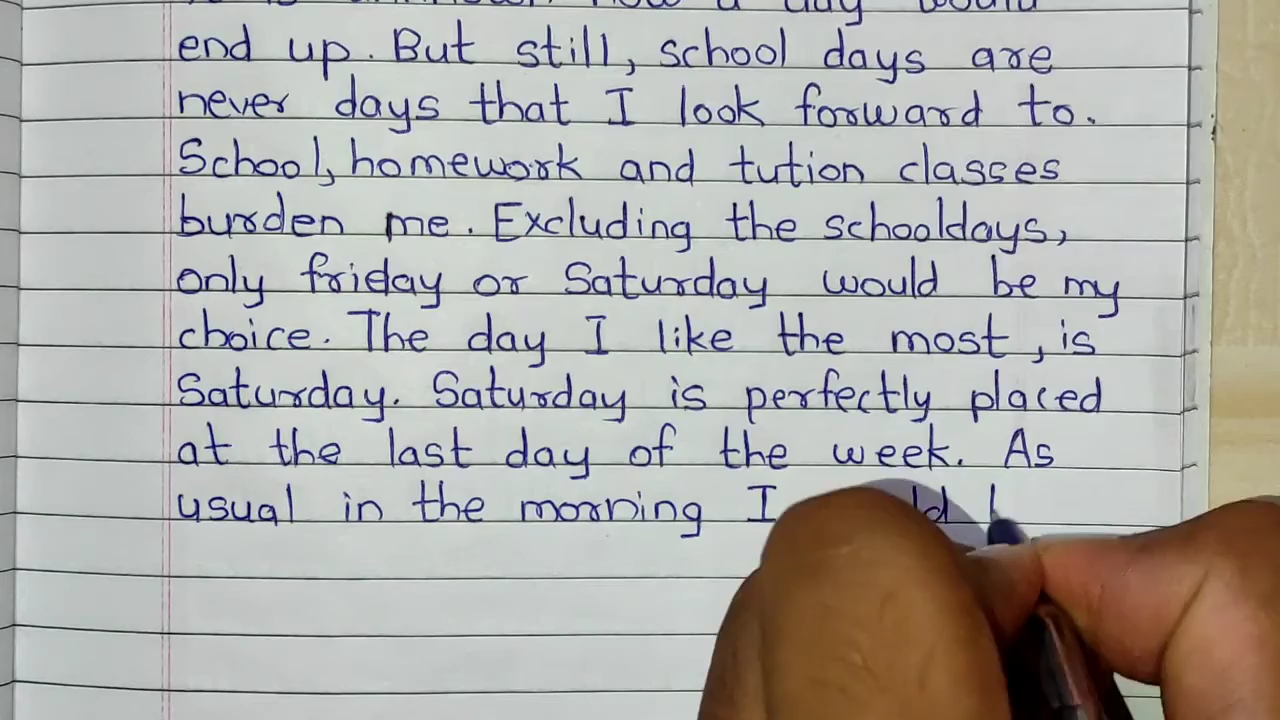 a day would
end up. But still, school days are
never days that I look forward to.
School, homework and tution classes
burden me. Excluding the schooldays,
only friday or Saturday would be my
choice. The day I like the most, is
Saturday. Saturday is perfectly placed
at the last day of the week. As
usual in the morning I